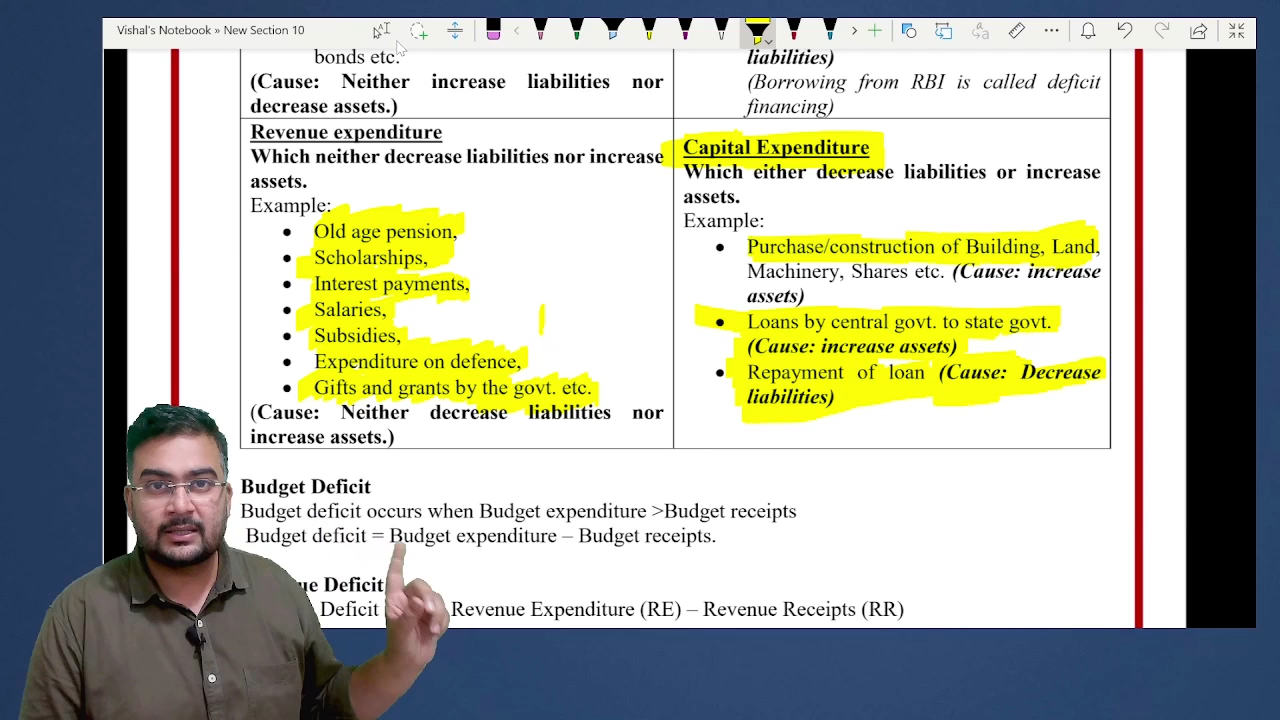 Vishal's Notebook » New Section 10
bonds etc.
(Cause: Neither increase liabilities nor
decrease assets.)
liabilities)
(Borrowing from RBI is called deficit
financing)
Revenue expenditure
Which neither decrease liabilities nor increase
assets.
Example:
• Old age pension,
• Scholarships,
• Interest payments,
• Salaries,
• Subsidies,
• Expenditure on defence,
• Gifts and grants by the govt. etc.
(Cause: Neither decrease liabilities nor
increase assets.)
Capital Expenditure
Which either decrease liabilities or increase
assets.
Example:
• Purchase/construction of Building, Land,
Machinery, Shares etc. (Cause: increase
assets)
• Loans by central govt. to state govt.
(Cause: increase assets)
• Repayment of loan (Cause: Decrease
liabilities)
Budget Deficit
Budget deficit occurs when Budget expenditure >Budget receipts
Budget deficit = Budget expenditure – Budget receipts.
Deficit
Deficit Revenue Expenditure (RE) – Revenue Receipts (RR)